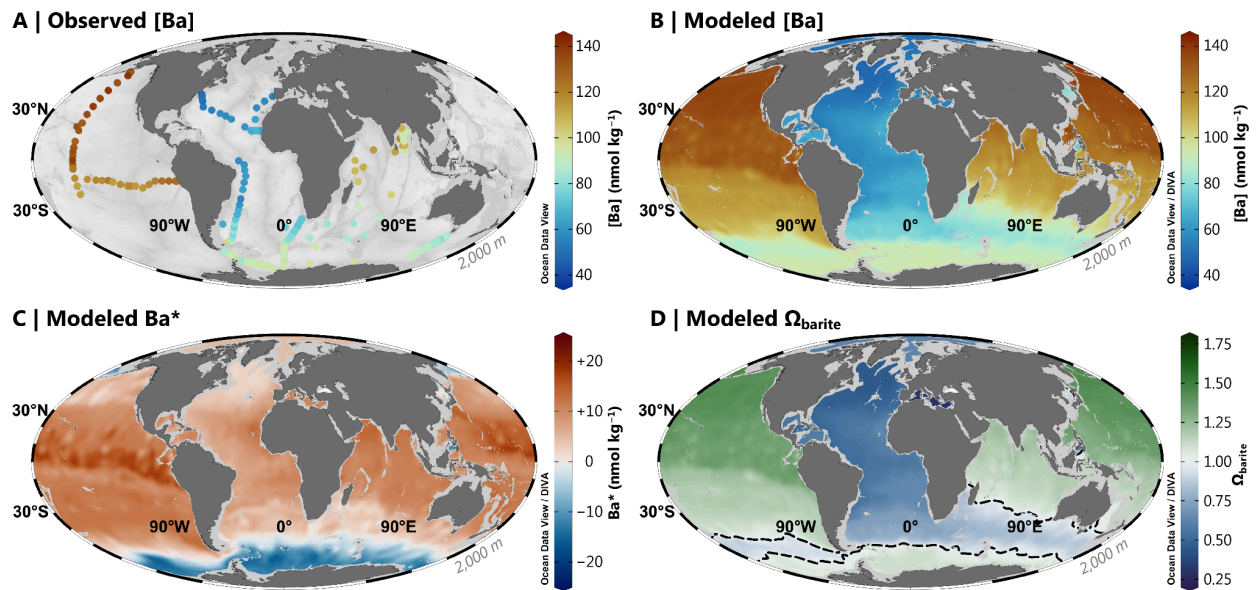 A | Observed [Ba]
30°N
30°S
90°W
0°
90°E
2,000 m
Ocean Data View
140
120
100
80
60
40
[Ba] (nmol kg⁻¹)
B | Modeled [Ba]
30°N
30°S
90°W
0°
90°E
2,000 m
Ocean Data View / DIVA
140
120
100
80
60
40
[Ba] (nmol kg⁻¹)
C | Modeled Ba*
30°N
30°S
90°W
0°
90°E
2,000 m
Ocean Data View / DIVA
+20
+10
0
−10
−20
Ba* (nmol kg⁻¹)
D | Modeled Ωbarite
30°N
30°S
90°W
0°
90°E
2,000 m
Ocean Data View / DIVA
1.75
1.50
1.25
1.00
0.75
0.50
0.25
Ωbarite